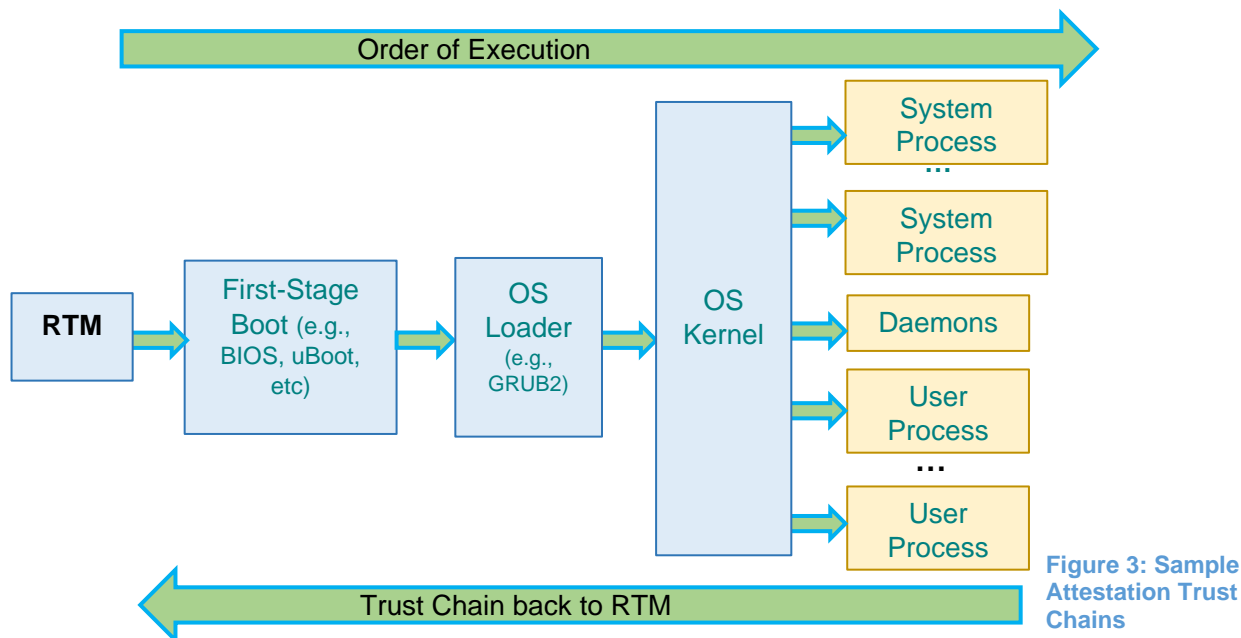 Order of Execution
RTM
First-Stage
Boot (e.g.,
BIOS, uBoot,
etc)
OS
Loader
(e.g.,
GRUB2)
OS
Kernel
System
Process
...
System
Process
Daemons
User
Process
...
User
Process
Trust Chain back to RTM
Figure 3: Sample
Attestation Trust
Chains